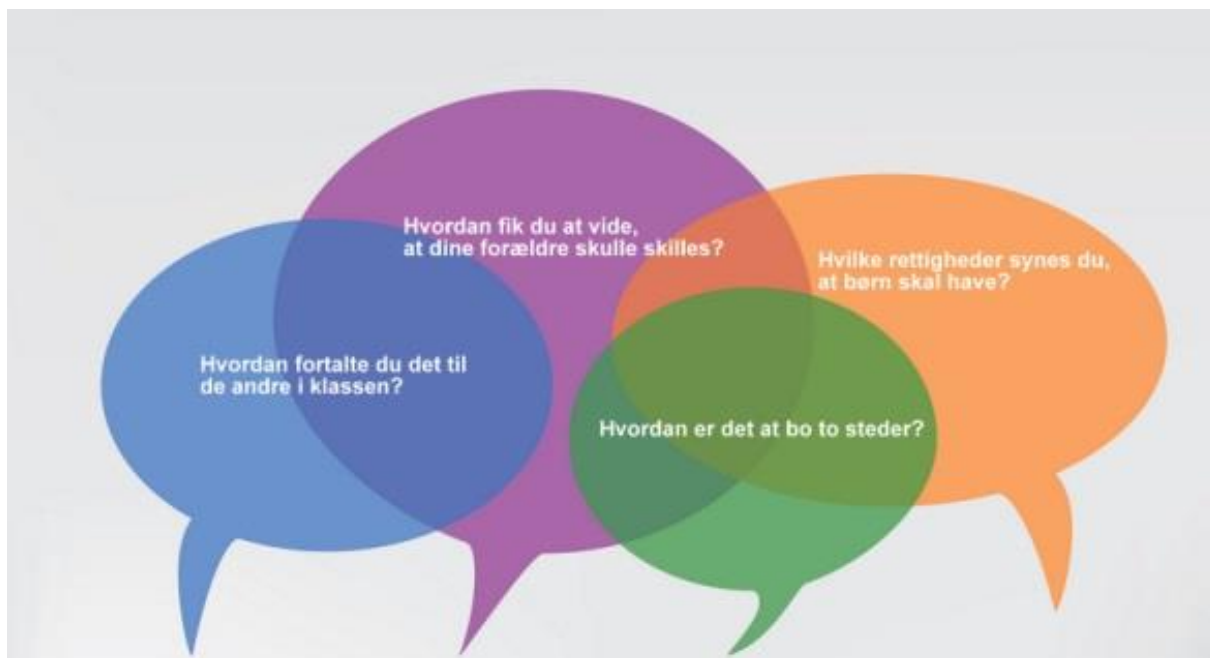 Hvordan fik du at vide,
at dine forældre skulle skilles?
Hvilke rettigheder synes du,
at børn skal have?
Hvordan fortalte du det til
de andre i klassen?
Hvordan er det at bo to steder?